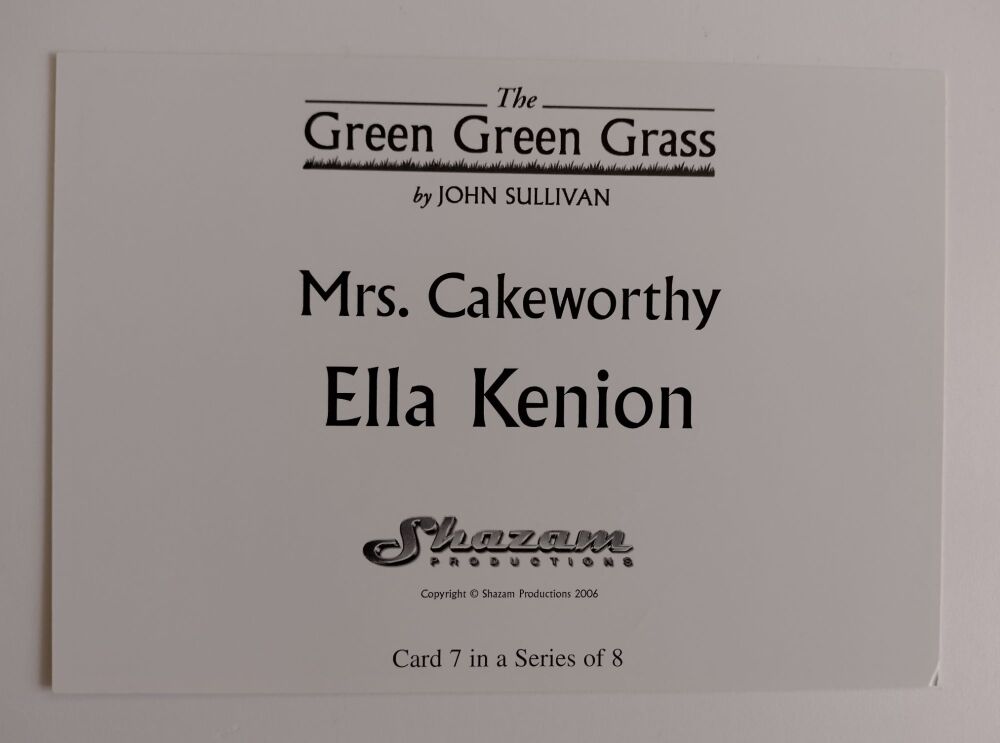 The
Green Green Grass
by JOHN SULLIVAN
Mrs. Cakeworthy
Ella Kenion
Shazam
PRODUCTIONS
Copyright © Shazam Productions 2006
Card 7 in a Series of 8